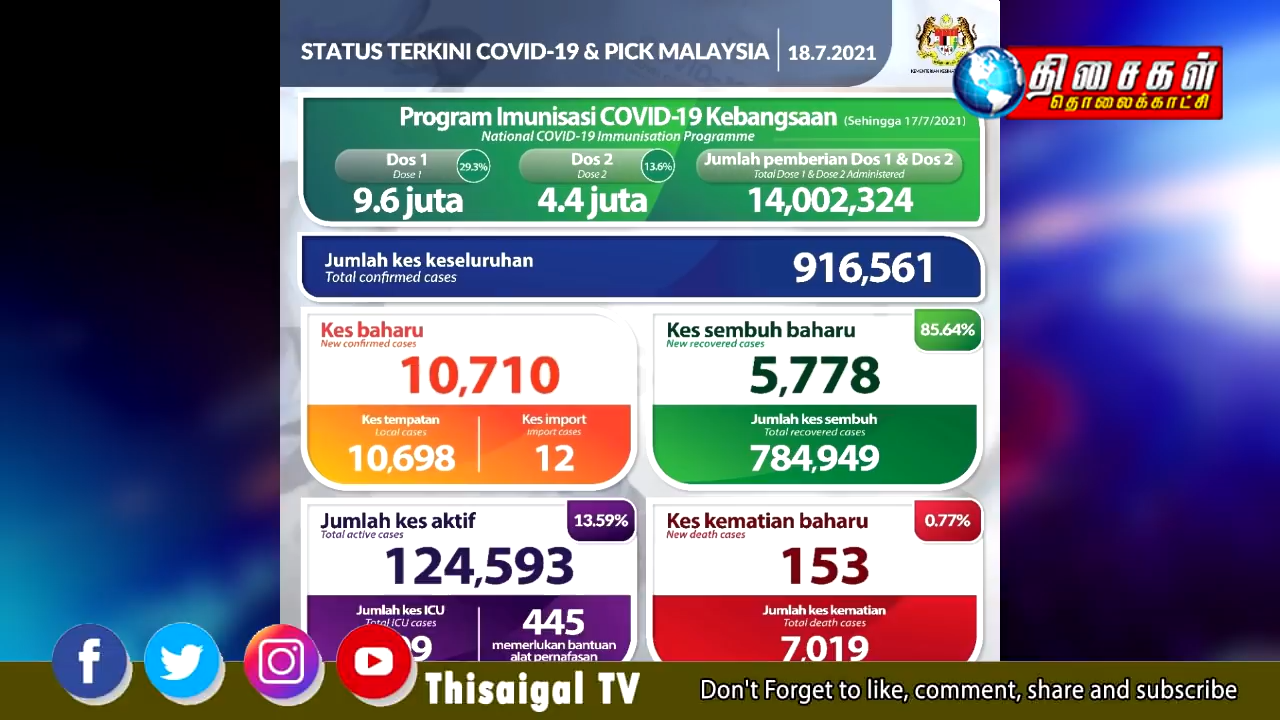 STATUS TERKINI COVID-19 & PICK MALAYSIA | 18.7.2021
திசைகள்
தொலைக்காட்சி
Program Imunisasi COVID-19 Kebangsaan (Sehingga 17/7/2021)
National COVID-19 Immunisation Programme
Dos 1
Dose 1
29.3%
9.6 juta
Dos 2
Dose 2
13.6%
4.4 juta
Jumlah pemberian Dos 1 & Dos 2
Total Dose 1 & Dose 2 Administered
14,002,324
Jumlah kes keseluruhan
Total confirmed cases
916,561
Kes baharu
New confirmed cases
10,710
Kes tempatan
Local cases
10,698
Kes import
Import cases
12
Kes sembuh baharu
New recovered cases
85.64%
5,778
Jumlah kes sembuh
Total recovered cases
784,949
Jumlah kes aktif
Total active cases
13.59%
124,593
Jumlah kes ICU
Total ICU cases
9
445
memerlukan bantuan
alat pernafasan
Kes kematian baharu
New death cases
0.77%
153
Jumlah kes kematian
Total death cases
7,019
Thisaigal TV
Don't Forget to like, comment, share and subscribe